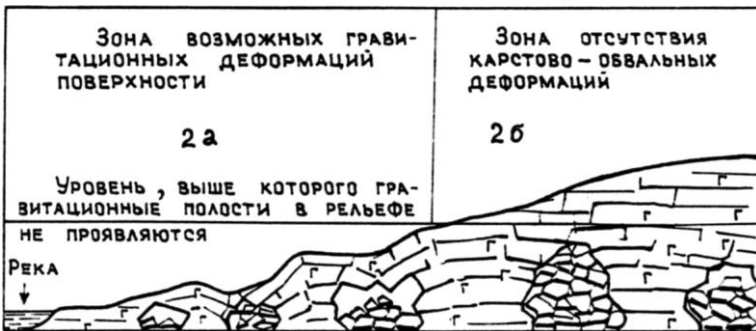 ЗОНА ВОЗМОЖНЫХ ГРАВИ-
ТАЦИОННЫХ ДЕФОРМАЦИЙ
ПОВЕРХНОСТИ
2а
УРОВЕНЬ, ВЫШЕ КОТОРОГО ГРА-
ВИТАЦИОННЫЕ ПОЛОСТИ В РЕЛЬЕФЕ
НЕ ПРОЯВЛЯЮТСЯ
РЕКА
ЗОНА ОТСУТСТВИЯ
КАРСТОВО-ОБВАЛЬНЫХ
ДЕФОРМАЦИЙ
2б